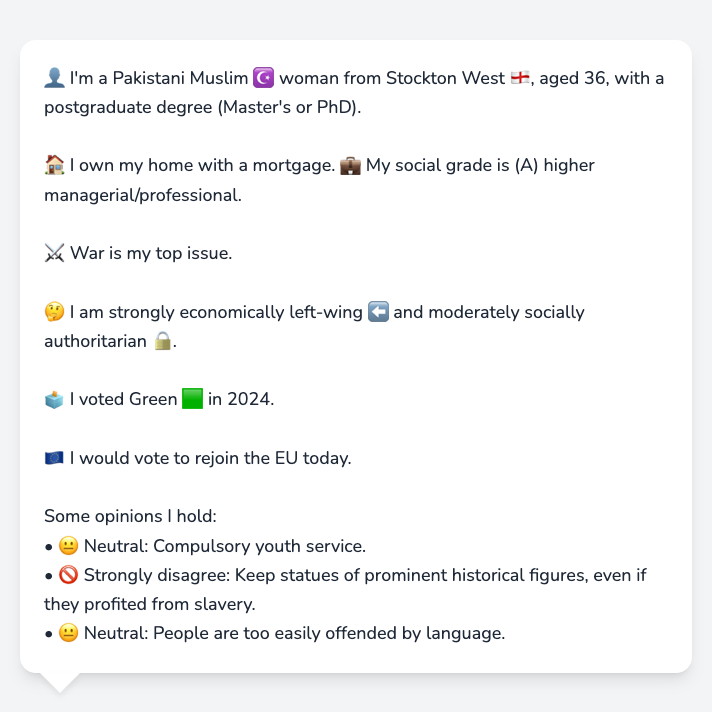 👤 I'm a Pakistani Muslim ☪️ woman from Stockton West 🏴󠁧󠁢󠁥󠁮󠁧󠁿, aged 36, with a
postgraduate degree (Master's or PhD).
🏠 I own my home with a mortgage. 💼 My social grade is (A) higher
managerial/professional.
⚔️ War is my top issue.
🤔 I am strongly economically left-wing ⬅️ and moderately socially
authoritarian 🔒.
🗳️ I voted Green 🟩 in 2024.
🇪🇺 I would vote to rejoin the EU today.
Some opinions I hold:
• 😐 Neutral: Compulsory youth service.
• 🚫 Strongly disagree: Keep statues of prominent historical figures, even if
they profited from slavery.
• 😐 Neutral: People are too easily offended by language.